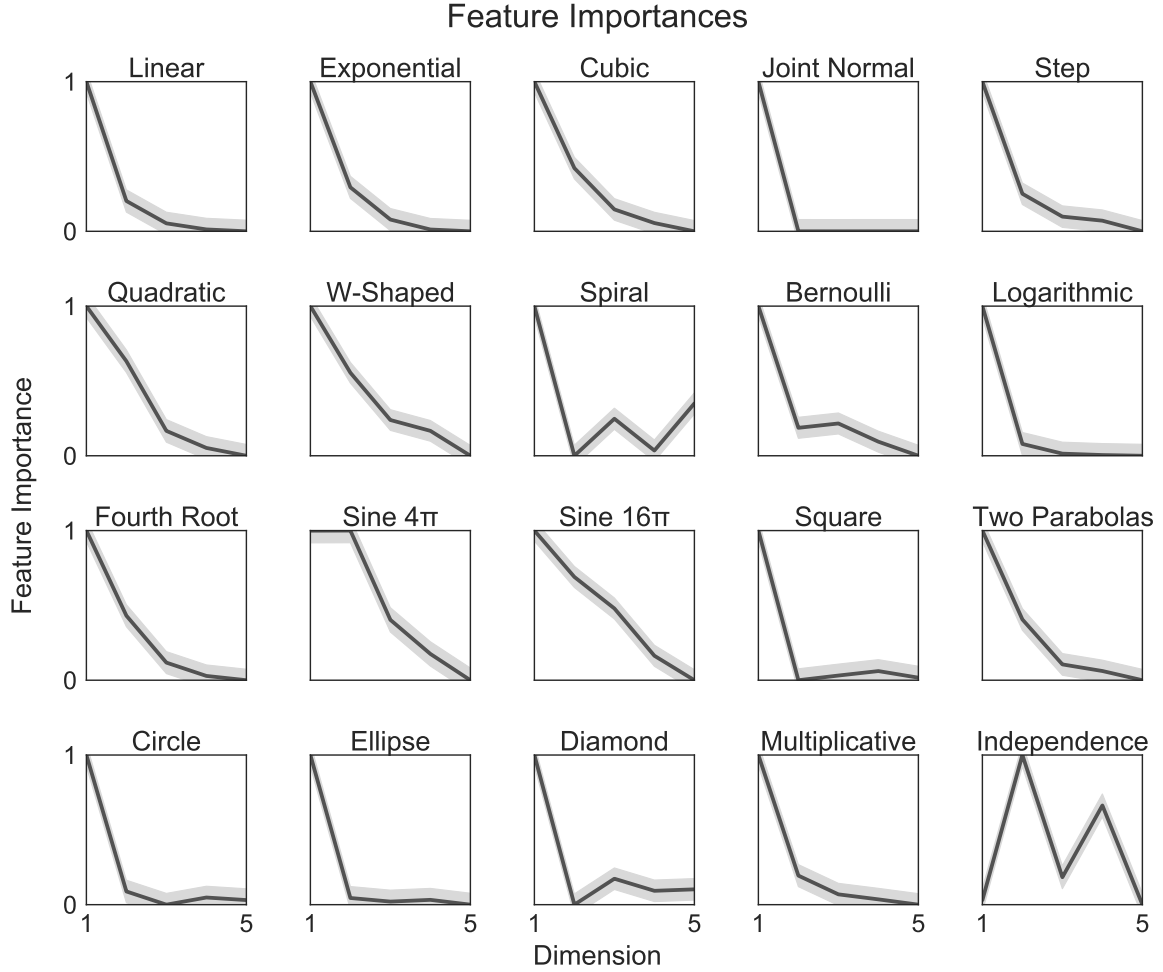 Feature Importances
Linear
Exponential
Cubic
Joint Normal
Step
1
0
Quadratic
W-Shaped
Spiral
Bernoulli
Logarithmic
1
0
Fourth Root
Sine 4π
Sine 16π
Square
Two Parabolas
1
0
Circle
Ellipse
Diamond
Multiplicative
Independence
1
0
1 5
1 5
1 5
1 5
1 5
Feature Importance
Dimension